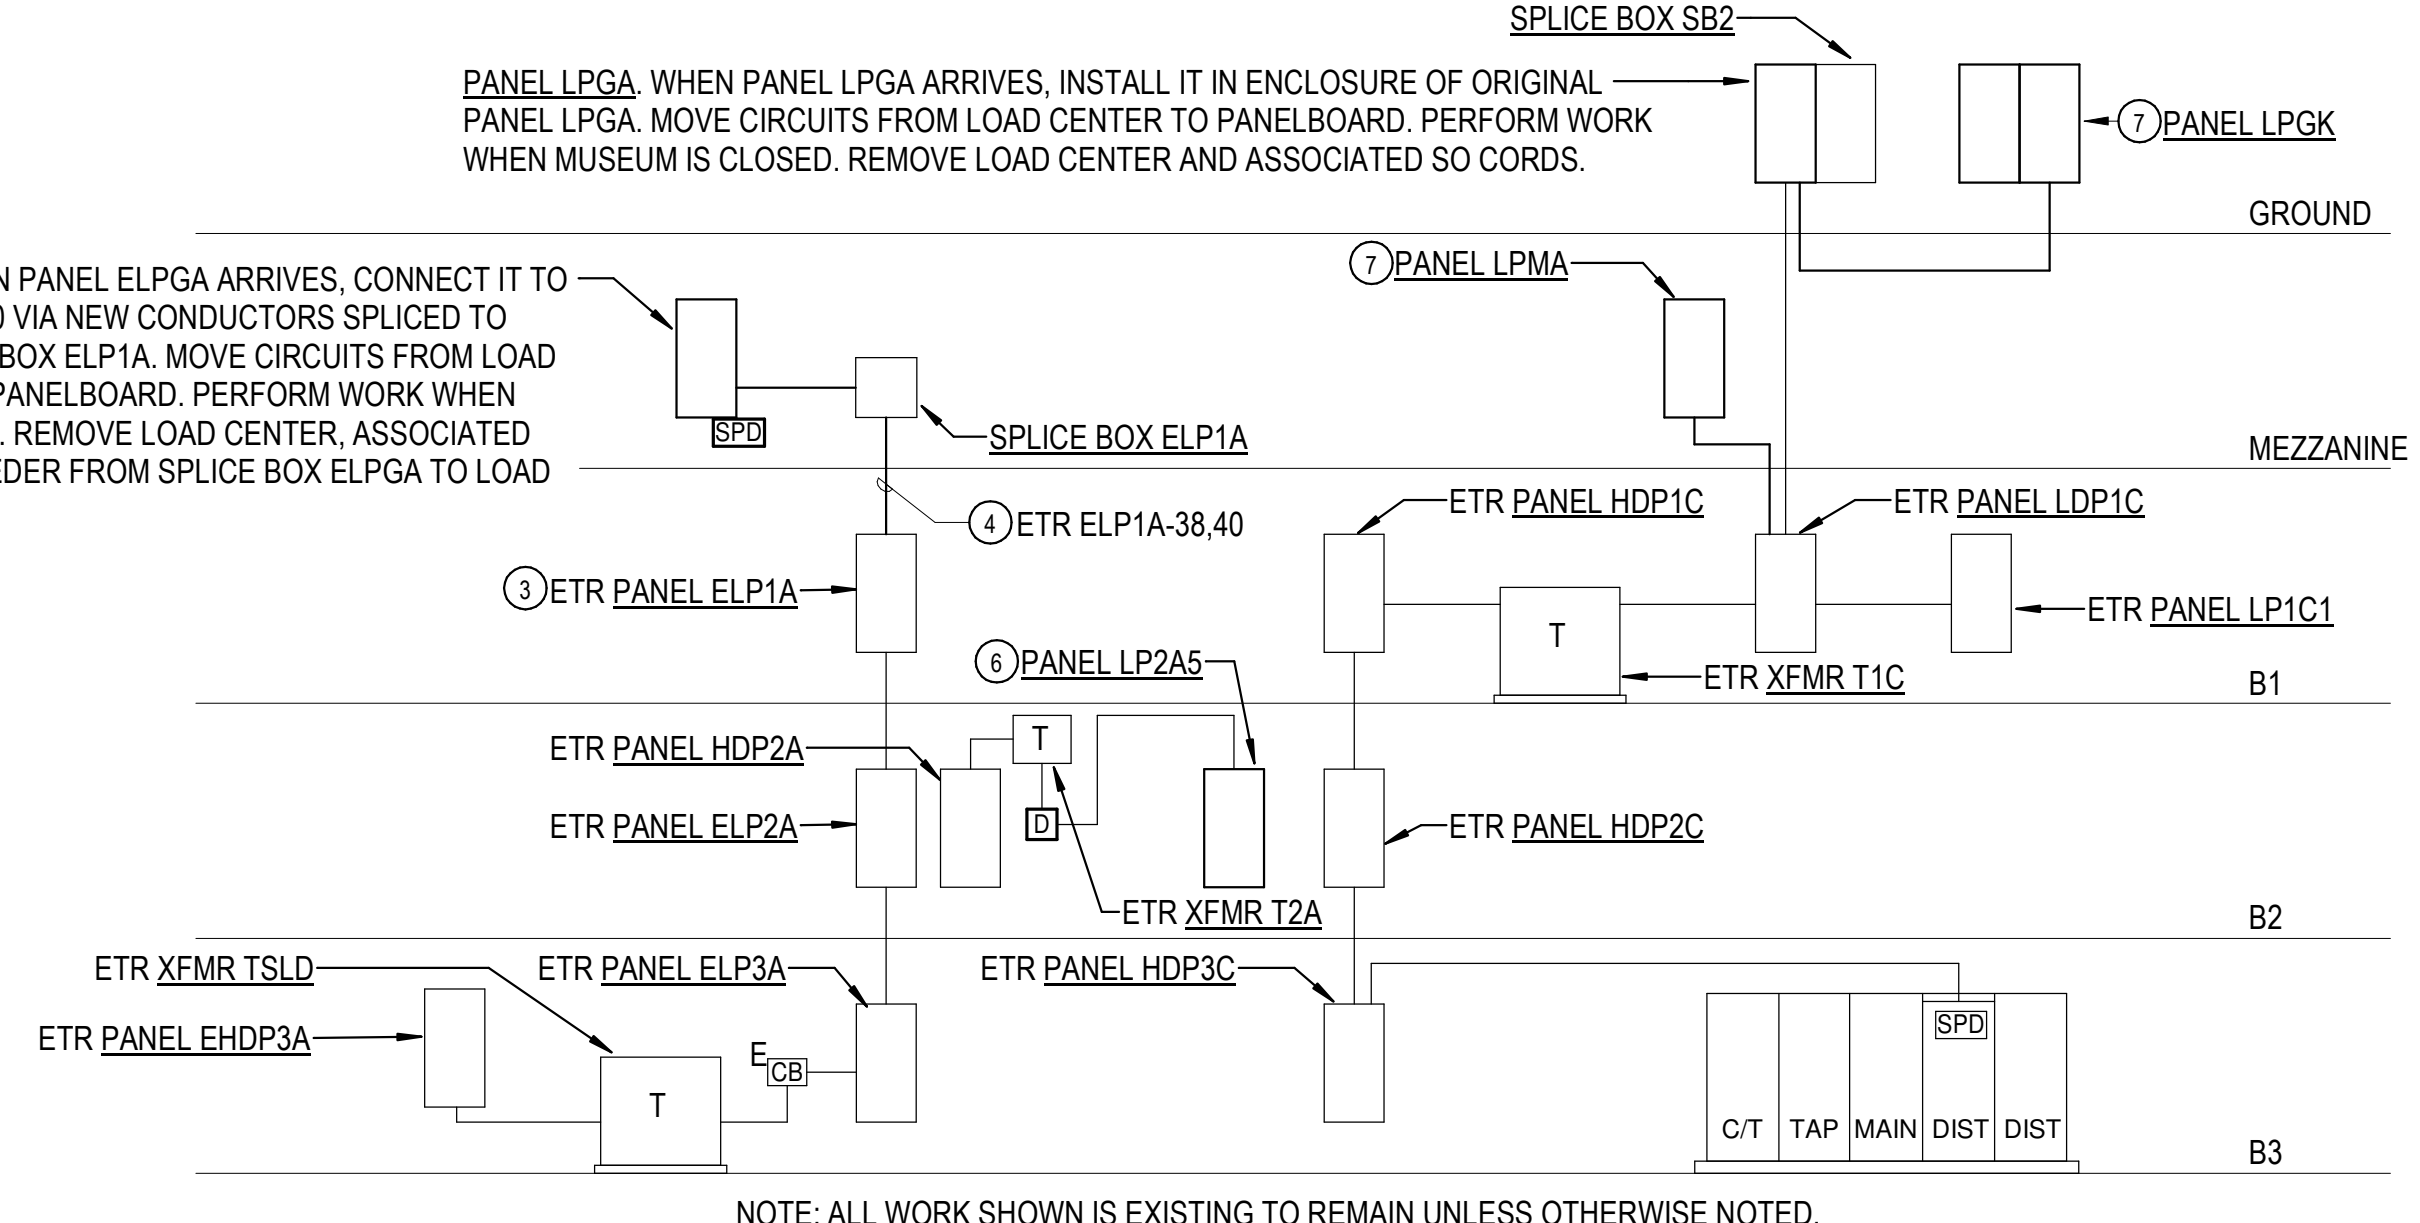 SPLICE BOX SB2
PANEL LPGA. WHEN PANEL LPGA ARRIVES, INSTALL IT IN ENCLOSURE OF ORIGINAL
PANEL LPGA. MOVE CIRCUITS FROM LOAD CENTER TO PANELBOARD. PERFORM WORK
WHEN MUSEUM IS CLOSED. REMOVE LOAD CENTER AND ASSOCIATED SO CORDS.
7 PANEL LPGK
GROUND
7 PANEL LPMA
N PANEL ELPGA ARRIVES, CONNECT IT TO
0 VIA NEW CONDUCTORS SPLICED TO
BOX ELP1A. MOVE CIRCUITS FROM LOAD
PANELBOARD. PERFORM WORK WHEN
. REMOVE LOAD CENTER, ASSOCIATED
EDER FROM SPLICE BOX ELPGA TO LOAD
SPD
SPLICE BOX ELP1A
MEZZANINE
4 ETR ELP1A-38,40
ETR PANEL HDP1C
ETR PANEL LDP1C
3 ETR PANEL ELP1A
T
ETR PANEL LP1C1
6 PANEL LP2A5
ETR XFMR T1C
B1
ETR PANEL HDP2A
T
ETR PANEL ELP2A
D
ETR PANEL HDP2C
ETR XFMR T2A
B2
ETR XFMR TSLD
ETR PANEL ELP3A
ETR PANEL HDP3C
ETR PANEL EHDP3A
SPD
E
CB
T
C/T
TAP
MAIN
DIST
DIST
B3
NOTE: ALL WORK SHOWN IS EXISTING TO REMAIN UNLESS OTHERWISE NOTED.